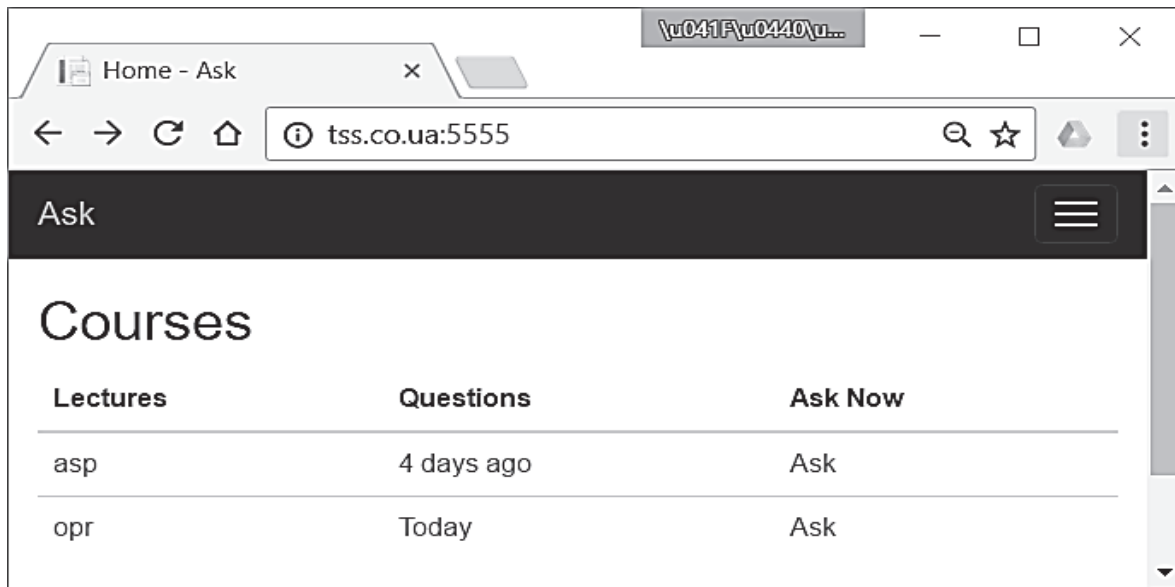 \u041F\u0440\u...
Home - Ask
tss.co.ua:5555
Ask
Courses
Lectures Questions Ask Now
asp 4 days ago Ask
opr Today Ask